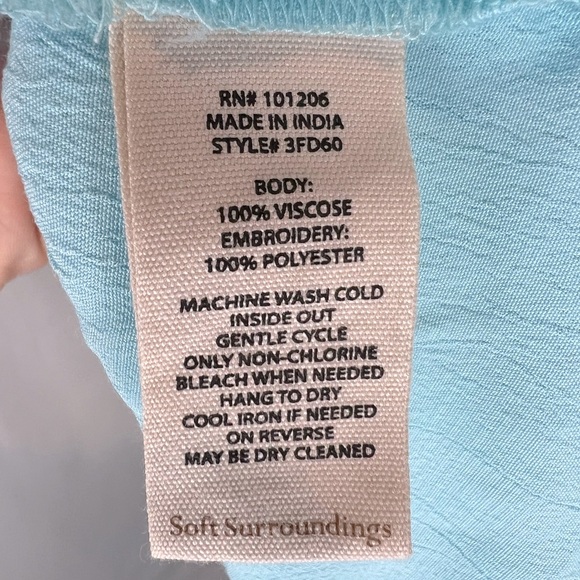 RN# 101206
MADE IN INDIA
STYLE# 3FD60
BODY:
100% VISCOSE
EMBROIDERY:
100% POLYESTER
MACHINE WASH COLD
INSIDE OUT
GENTLE CYCLE
ONLY NON-CHLORINE
BLEACH WHEN NEEDED
HANG TO DRY
COOL IRON IF NEEDED
ON REVERSE
MAY BE DRY CLEANED
Soft Surroundings